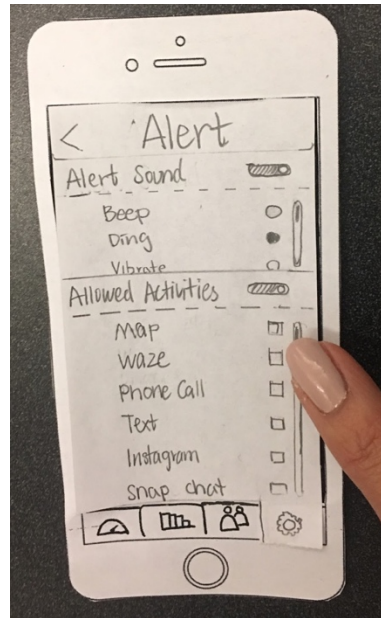 < Alert
Alert Sound
Beep
Ding
Vibrate
Allowed Activities
Map
Waze
Phone Call
Text
Instagram
Snap chat